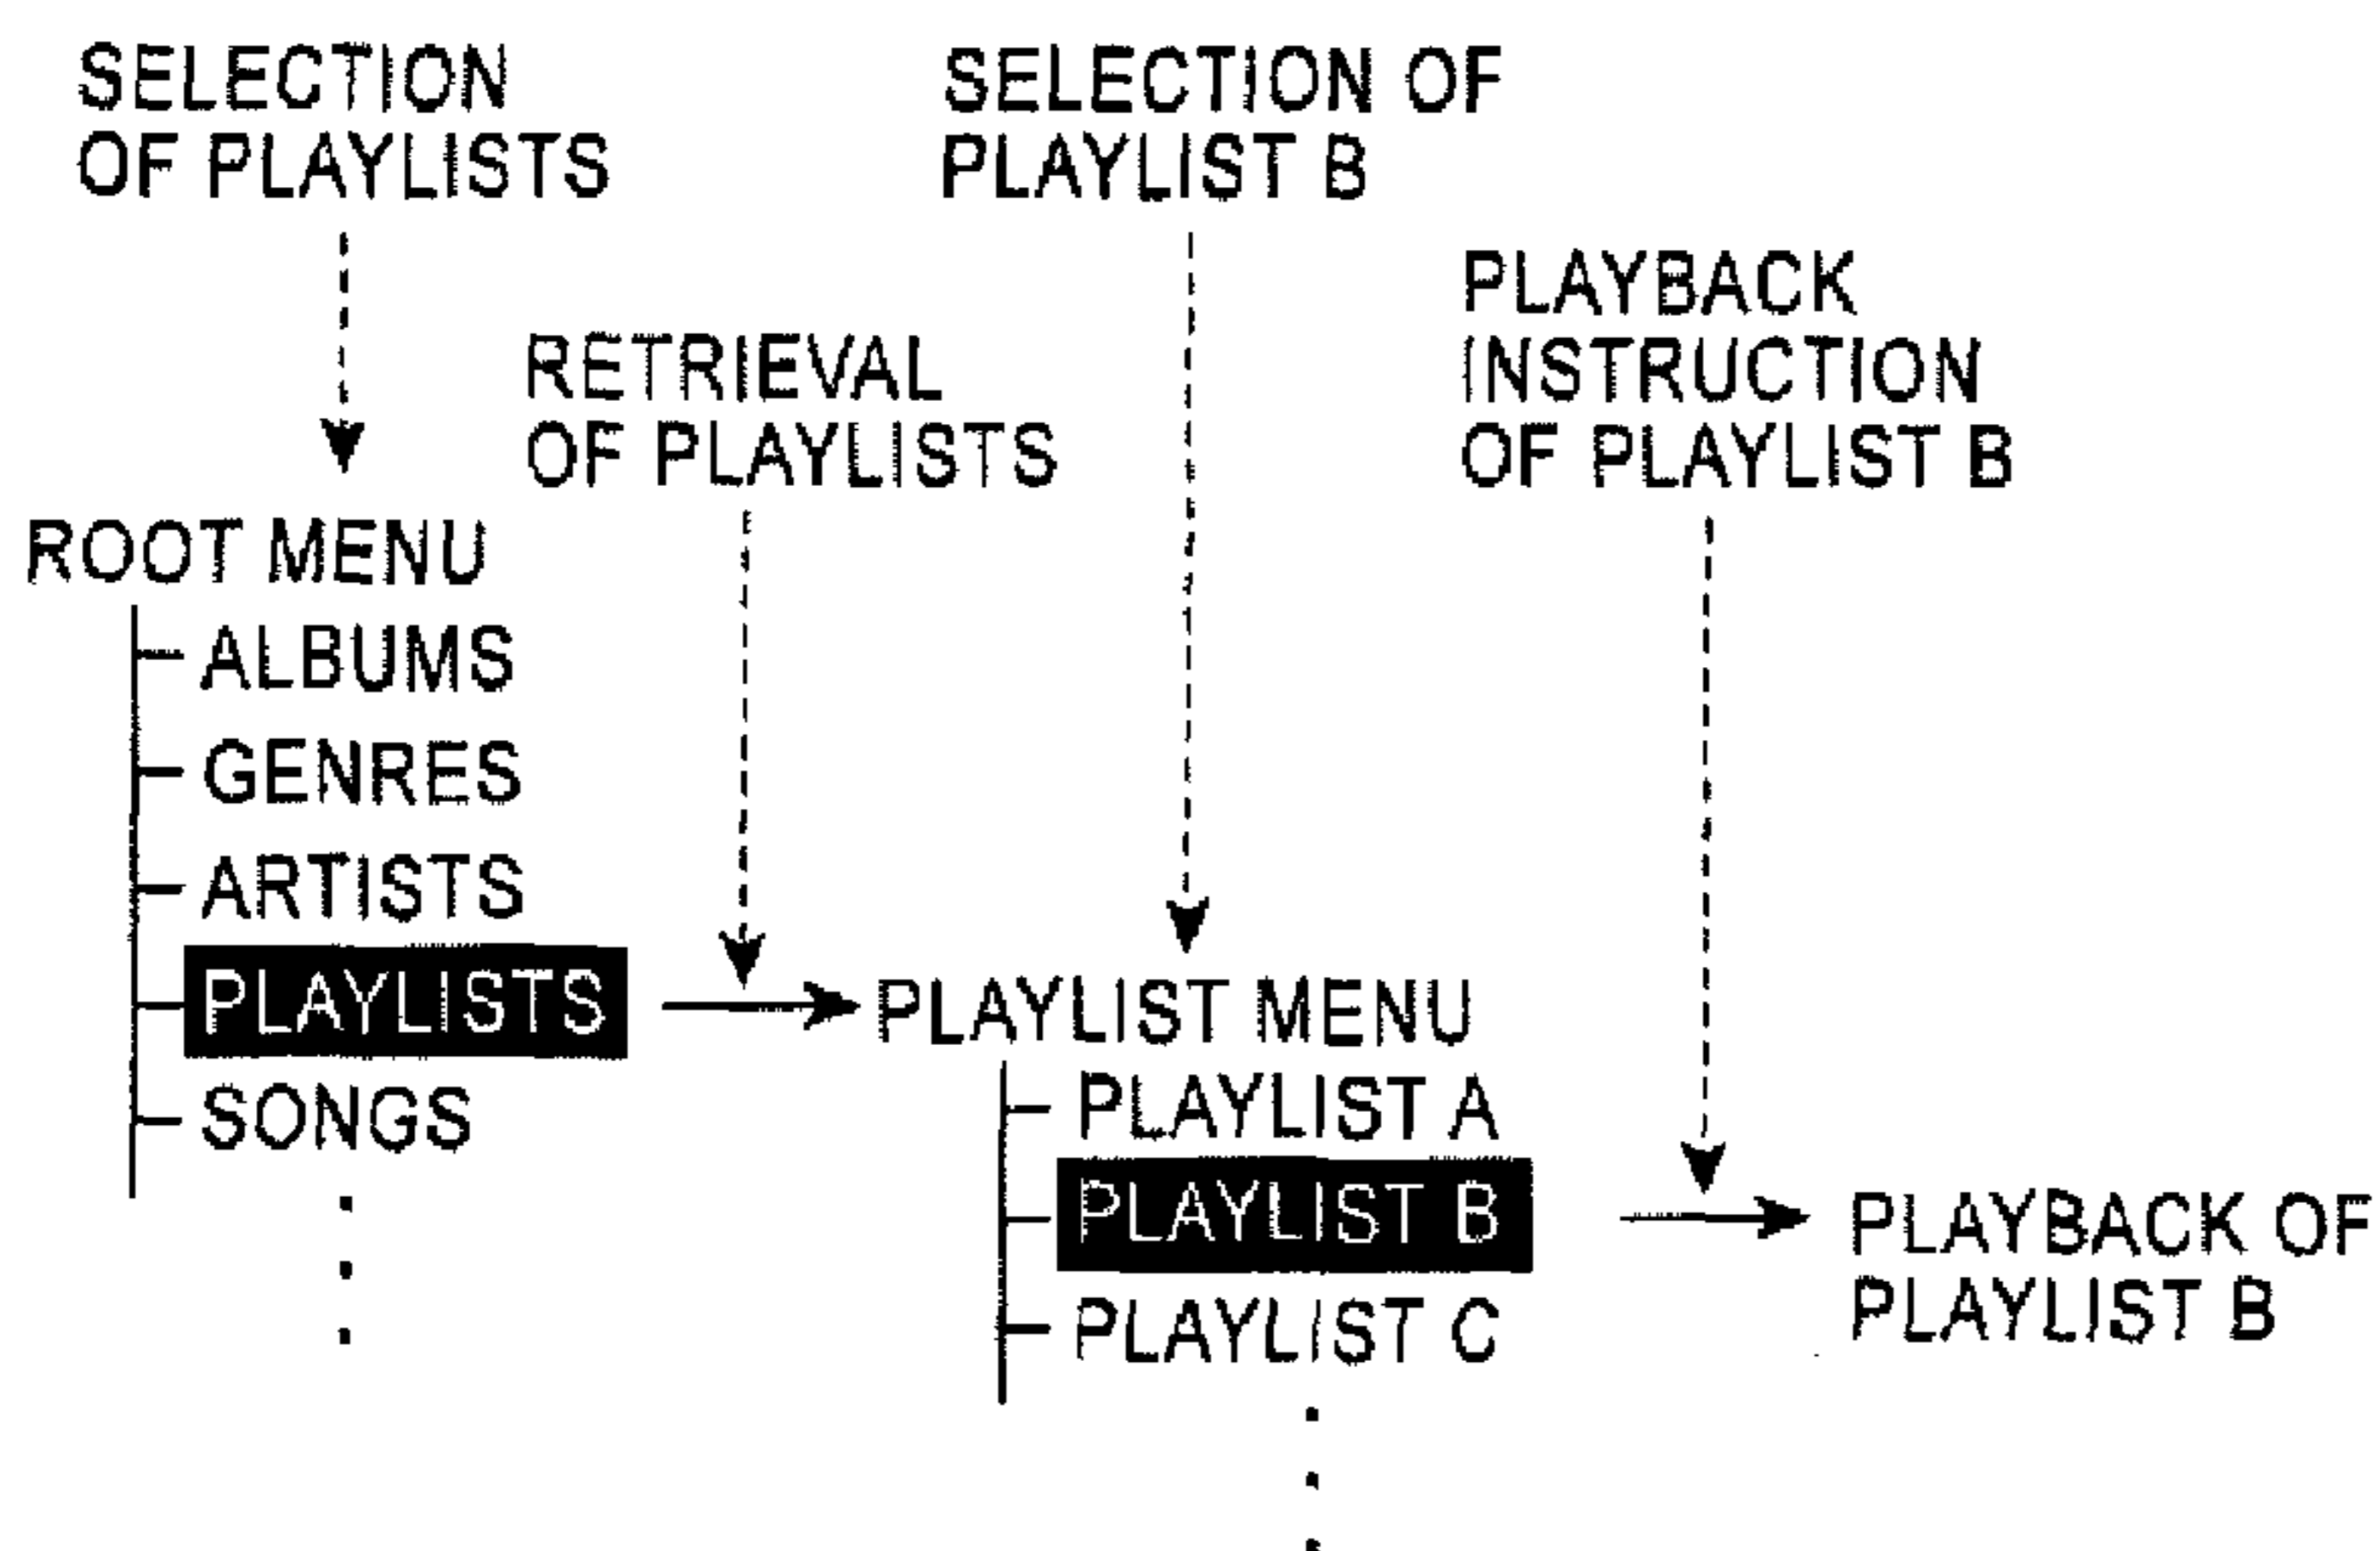 SELECTION
OF PLAYLISTS
SELECTION OF
PLAYLIST B
PLAYBACK
INSTRUCTION
OF PLAYLIST B
RETRIEVAL
OF PLAYLISTS
ROOT MENU
ALBUMS
GENRES
ARTISTS
PLAYLISTS
SONGS
PLAYLIST MENU
PLAYLIST A
PLAYLIST B
PLAYLIST C
PLAYBACK OF
PLAYLIST B